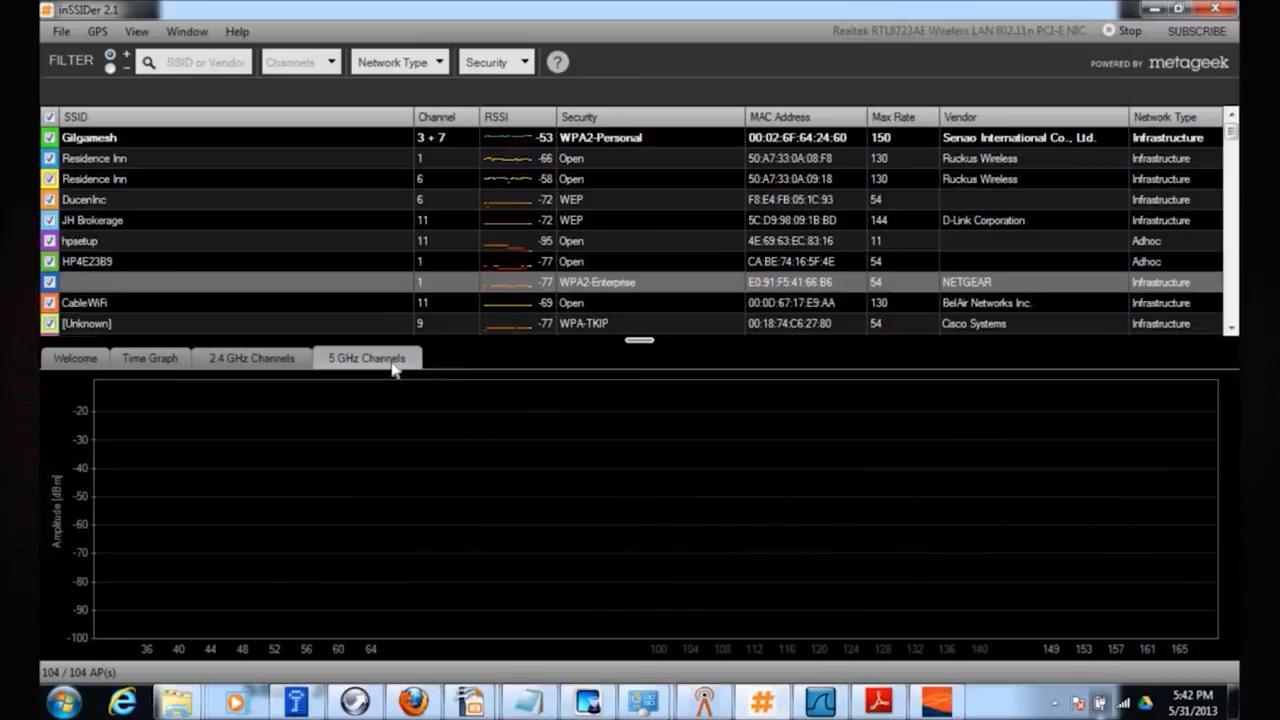 inSSIDer 2.1
File GPS View Window Help Realtek RTL8723AE Wireless LAN 802.11n PCI-E NIC Stop SUBSCRIBE
FILTER + - SSID or Vendor Channels Network Type Security ? POWERED BY metageek
SSID Channel RSSI Security MAC Address Max Rate Vendor Network Type
Gilgamesh 3 + 7 -53 WPA2-Personal 00:02:6F:64:24:60 150 Senao International Co., Ltd. Infrastructure
Residence Inn 1 -66 Open 50:A7:33:0A:08:F8 130 Ruckus Wireless Infrastructure
Residence Inn 6 -58 Open 50:A7:33:0A:09:18 130 Ruckus Wireless Infrastructure
DucenInc 6 -72 WEP F8:E4:FB:05:1C:93 54 Infrastructure
JH Brokerage 11 -72 WEP 5C:D9:98:09:1B:BD 144 D-Link Corporation Infrastructure
hpsetup 11 -95 Open 4E:69:63:EC:83:16 11 Adhoc
HP4E23B9 1 -77 Open CA:BE:74:16:5F:4E 54 Adhoc
1 -77 WPA2-Enterprise E0:91:F5:41:66:B6 54 NETGEAR Infrastructure
CableWiFi 11 -69 Open 00:0D:67:17:E9:AA 130 BelAir Networks Inc. Infrastructure
[Unknown] 9 -77 WPA-TKIP 00:18:74:C6:27:80 54 Cisco Systems Infrastructure
Welcome Time Graph 2.4 GHz Channels 5 GHz Channels
-20
-30
-40
-50
-60
-70
-80
-90
-100
Amplitude [dBm]
36 40 44 48 52 56 60 64 100 104 108 112 116 120 124 128 132 136 140 149 153 157 161 165
104 / 104 AP(s)
5:42 PM
5/31/2013